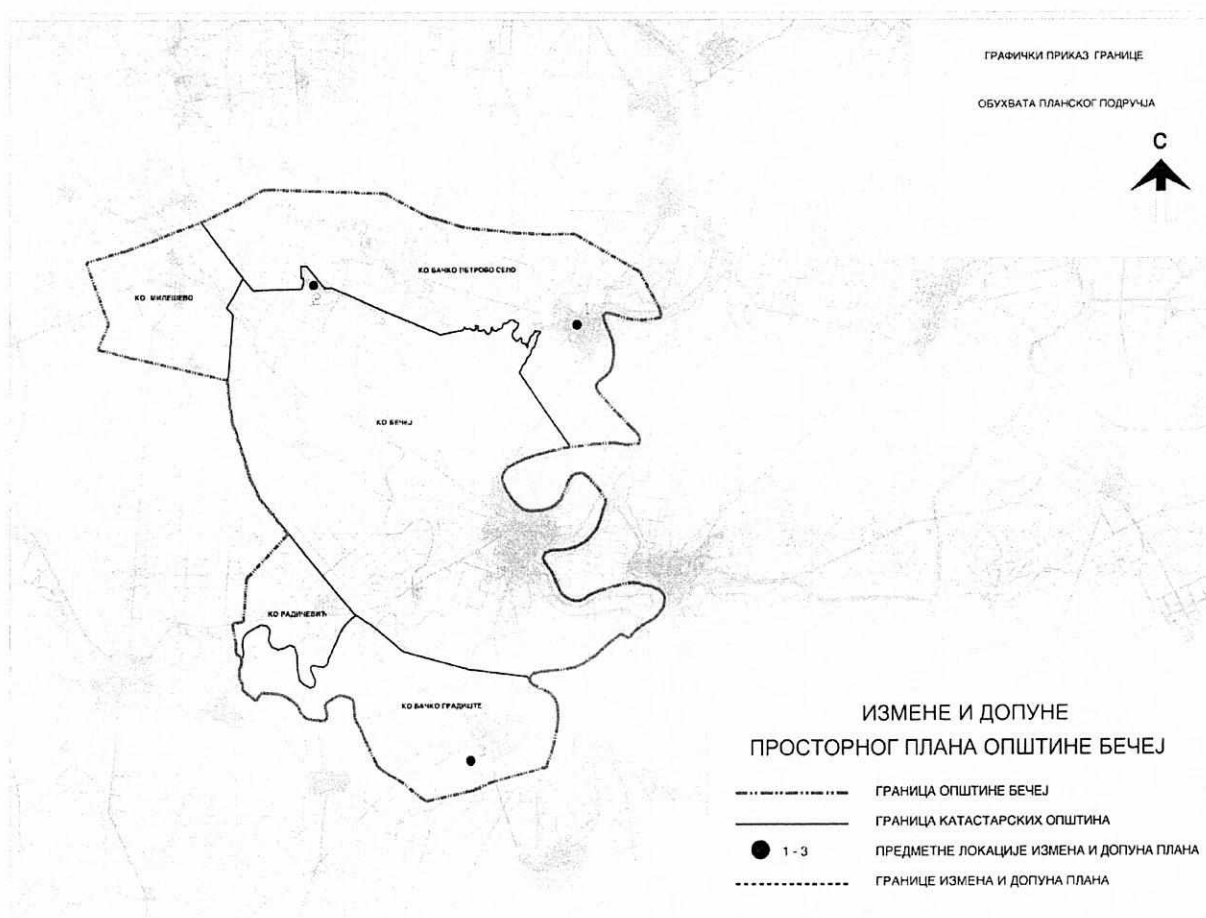 ГРАФИЧКИ ПРИКАЗ ГРАНИЦЕ
ОБУХВАТА ПЛАНСКОГ ПОДРУЧЈА
С
КО БАЧКО ПЕТРОВО СЕЛО
КО МИЛЕШЕВО
КО БЕЧЕЈ
КО РАДИЧЕВИЋ
КО БАЧКО ГРАДИШТЕ
ИЗМЕНЕ И ДОПУНЕ
ПРОСТОРНОГ ПЛАНА ОПШТИНЕ БЕЧЕЈ
ГРАНИЦА ОПШТИНЕ БЕЧЕЈ
ГРАНИЦА КАТАСТАРСКИХ ОПШТИНА
1 - 3 ПРЕДМЕТНЕ ЛОКАЦИЈЕ ИЗМЕНА И ДОПУНА ПЛАНА
ГРАНИЦЕ ИЗМЕНА И ДОПУНА ПЛАНА